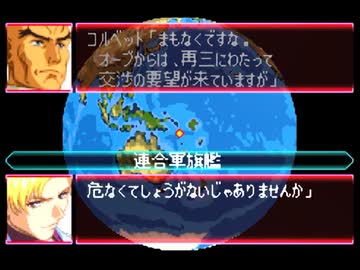 コルベット「まもなくですな。
オーブからは、再三にわたって
交渉の要望が来ていますが」
連合軍旗艦
危なくてしょうがないじゃありませんか」